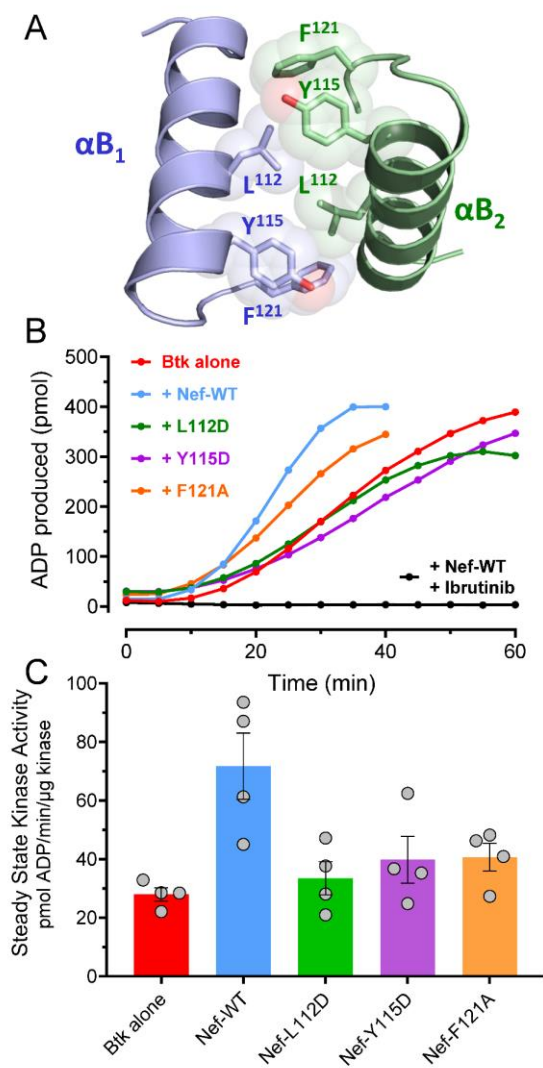 A
F121
Y115
αB1
L112
L112
αB2
Y115
F121
B
500
400
300
200
100
0
ADP produced (pmol)
Btk alone
+ Nef-WT
+ L112D
+ Y115D
+ F121A
+ Nef-WT
+ Ibrutinib
0
20
40
60
Time (min)
C
100
80
60
40
20
0
Steady State Kinase Activity
pmol ADP/min/µg kinase
Btk alone
Nef-WT
Nef-L112D
Nef-Y115D
Nef-F121A